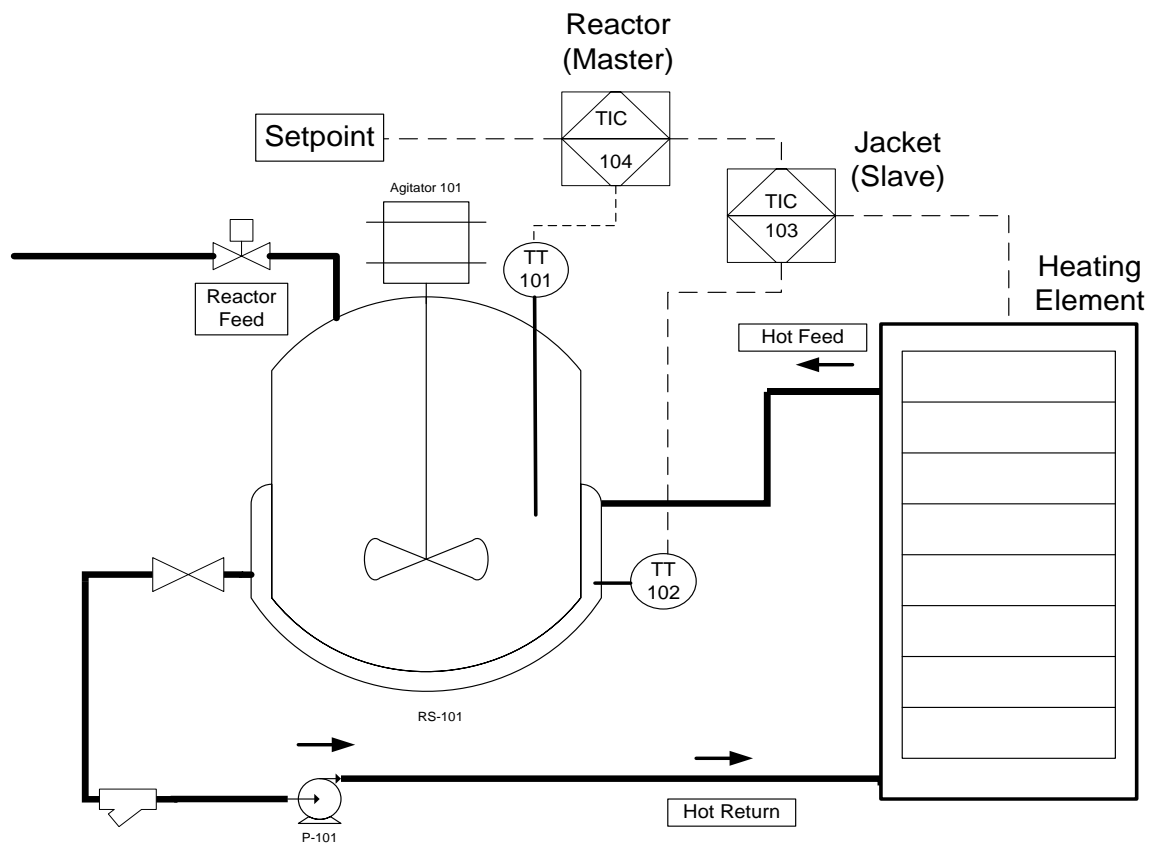 Reactor
(Master)
TIC
104
Setpoint
Jacket
(Slave)
TIC
103
Agitator 101
TT
101
Reactor
Feed
Heating
Element
Hot Feed
TT
102
RS-101
P-101
Hot Return